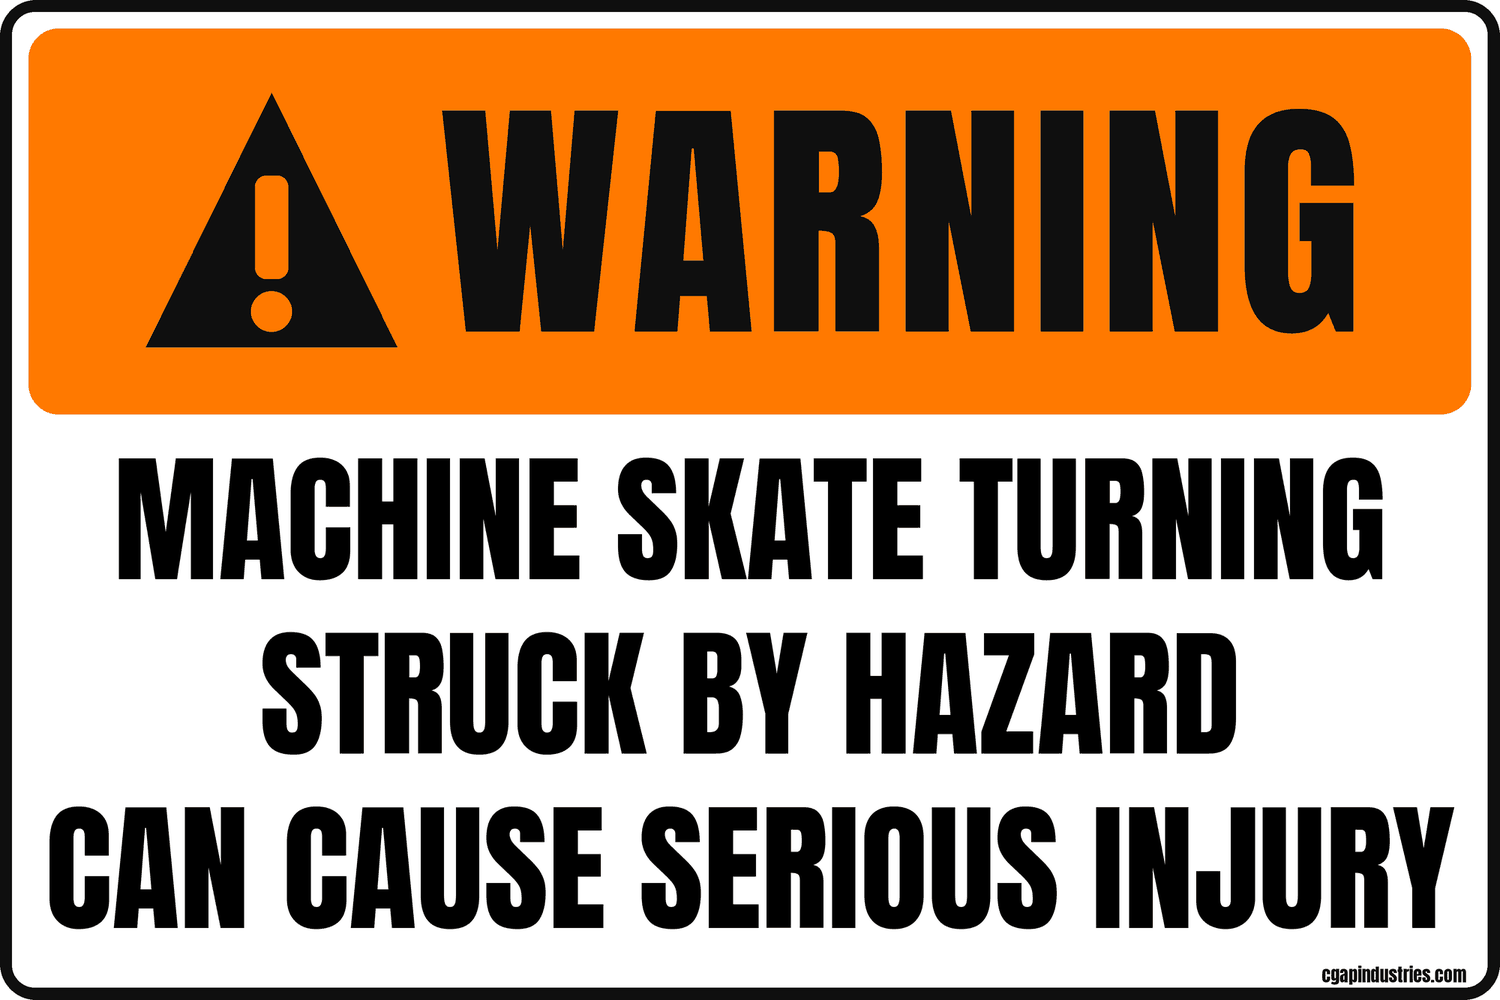 WARNING
MACHINE SKATE TURNING
STRUCK BY HAZARD
CAN CAUSE SERIOUS INJURY
cgapindustries.com